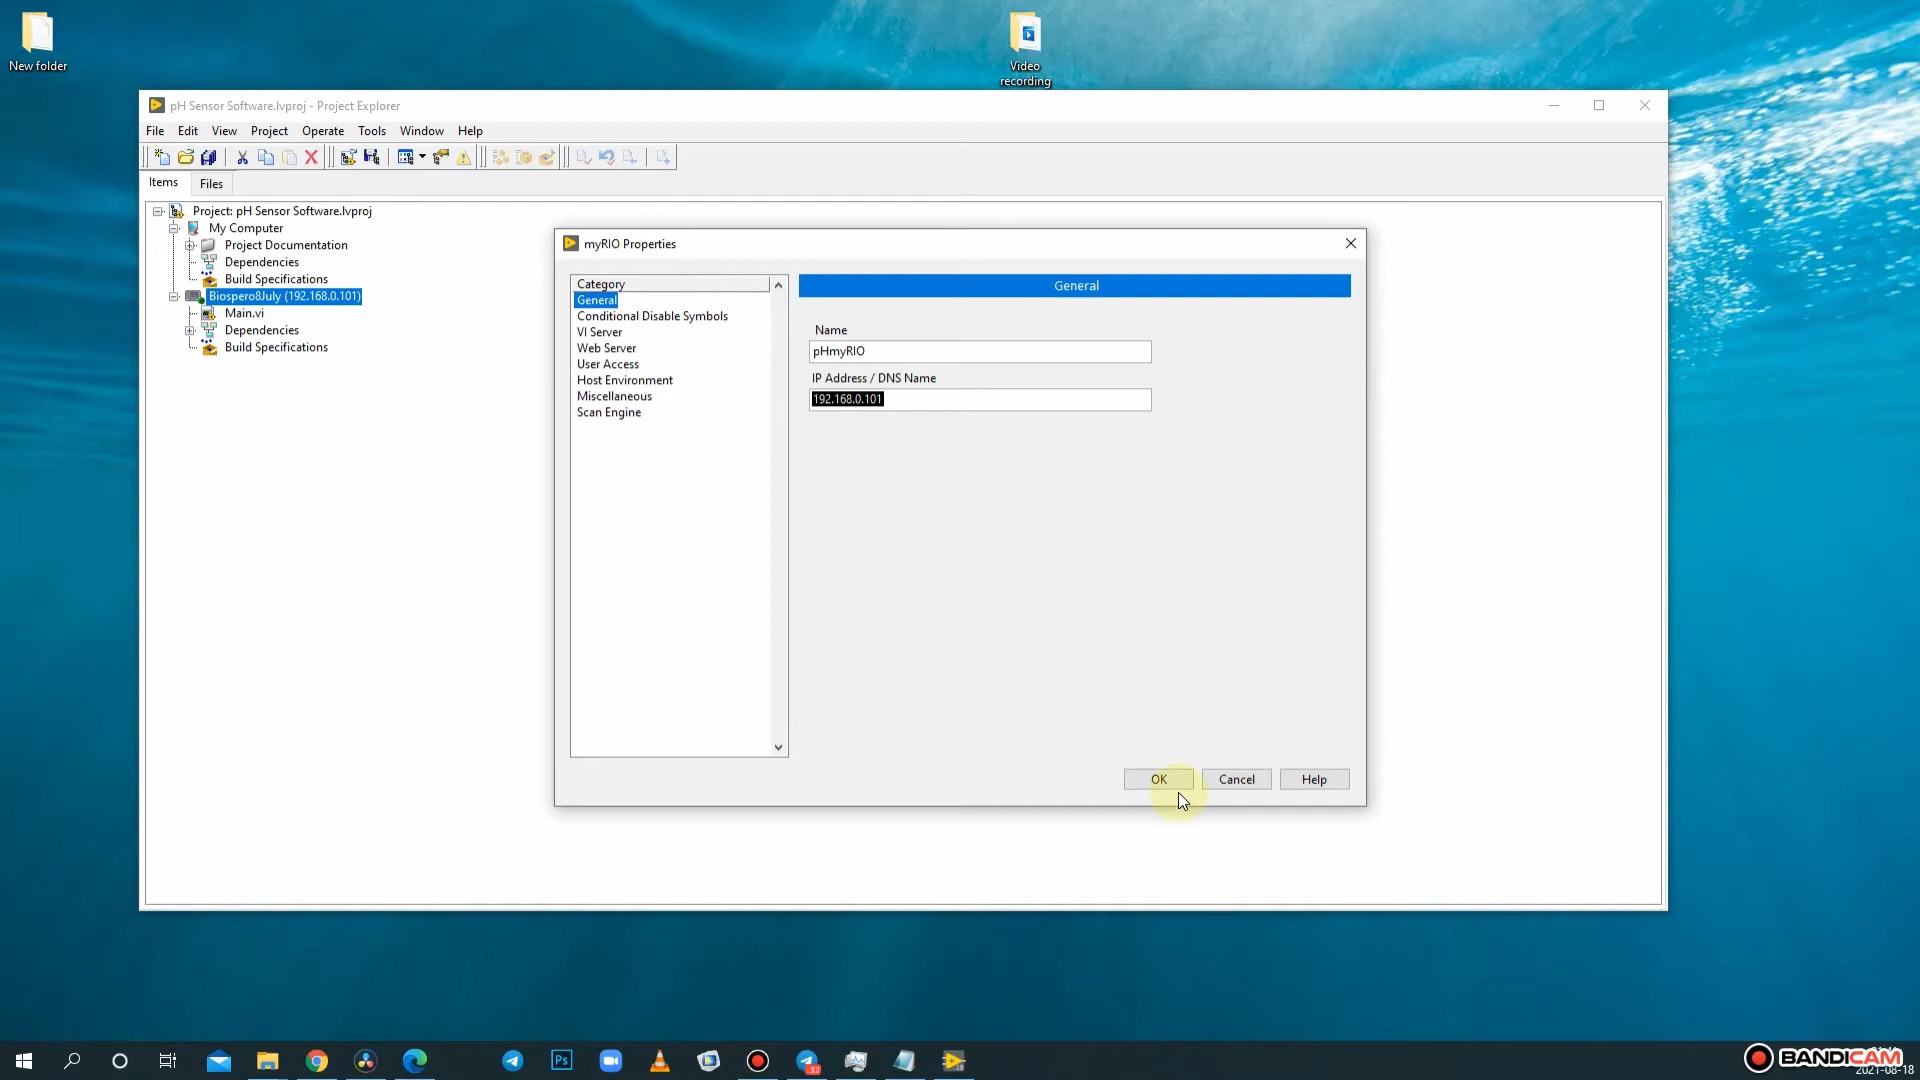 New folder
Video
recording
pH Sensor Software.lvproj - Project Explorer
File Edit View Project Operate Tools Window Help
Items Files
Project: pH Sensor Software.lvproj
My Computer
Project Documentation
Dependencies
Build Specifications
Biospero8July (192.168.0.101)
Main.vi
Dependencies
Build Specifications
myRIO Properties
Category
General
Conditional Disable Symbols
VI Server
Web Server
User Access
Host Environment
Miscellaneous
Scan Engine
General
Name
pHmyRIO
IP Address / DNS Name
192.168.0.101
OK Cancel Help
Ps
32
BANDICAM
2021-08-18